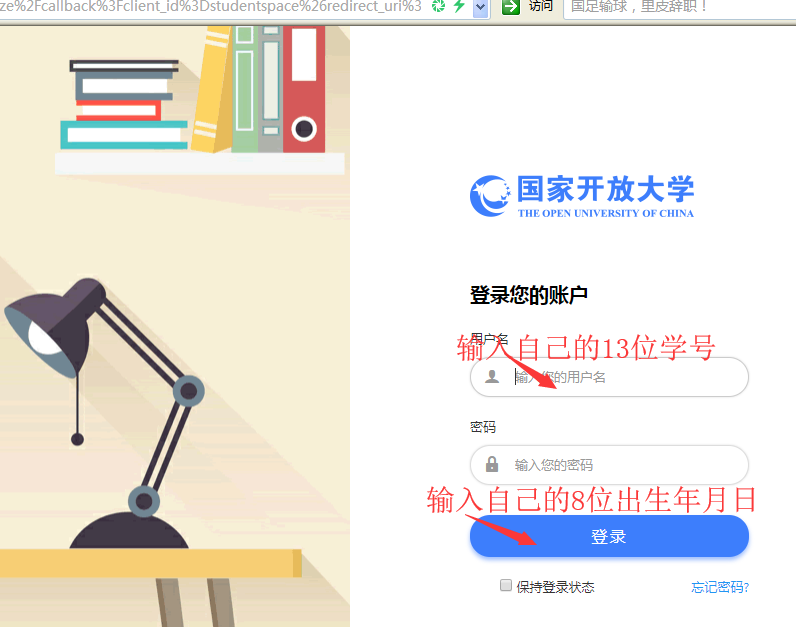 ze%2Fcallback%3Fclient_id%3Dstudentspace%26redirect_uri%3
访问
国足输球，里皮辞职！
国家开放大学
THE OPEN UNIVERSITY OF CHINA
登录您的账户
用户名
输入自己的13位学号
输入您的用户名
密码
输入您的密码
输入自己的8位出生年月日
登录
保持登录状态
忘记密码?